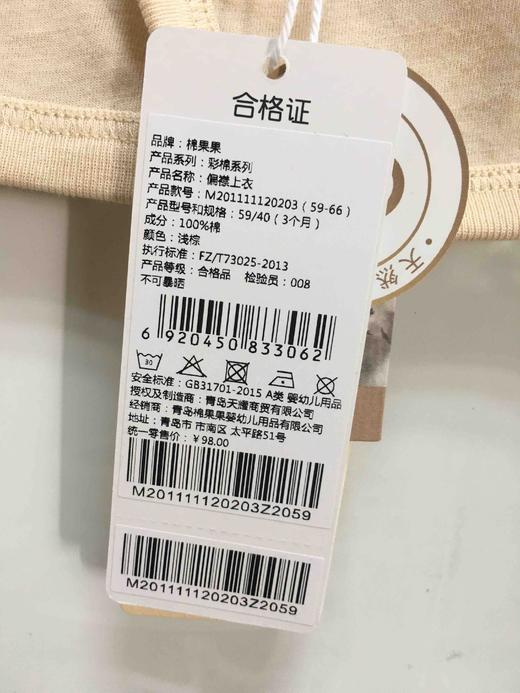 合格证
品牌：棉果果
产品系列：彩棉系列
产品名称：偏襟上衣
产品款号：M201111120203（59-66）
产品型号和规格：59/40（3个月）
成分：100%棉
颜色：浅棕
执行标准：FZ/T73025-2013
产品等级：合格品 检验员：008
不可暴晒
6 920450 833062
30
安全标准：GB31701-2015 A类 婴幼儿用品
授权及制造商：青岛天耀商贸有限公司
经销商：青岛棉果果婴幼儿用品有限公司
地址：青岛市 市南区 太平路51号
统一零售价：￥98.00
M201111120203Z2059
M201111120203Z2059
天然